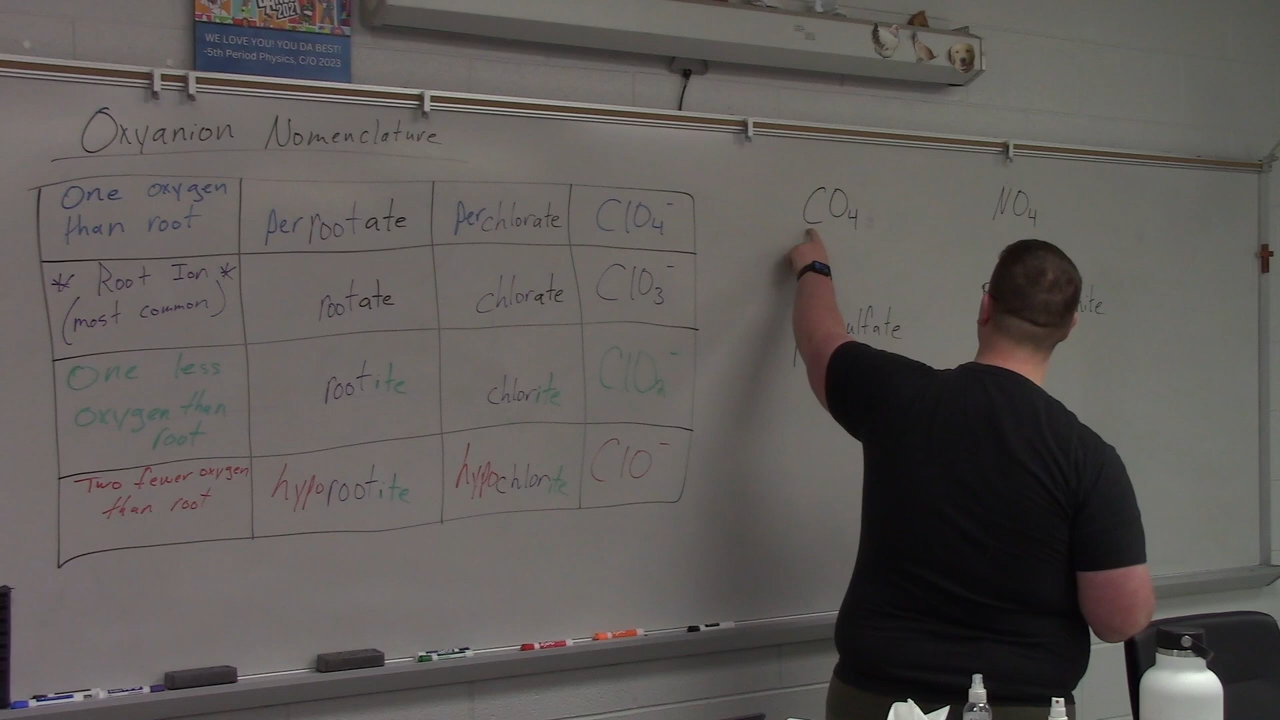 2021
WE LOVE YOU! YOU DA BEST!
-5th Period Physics, C/O 2023
Oxyanion Nomenclature
One oxygen than root
perrootate
perchlorate
ClO4-
* Root Ion *
(most common)
rootate
chlorate
ClO3-
One less oxygen than root
rootite
chlorite
ClO2-
Two fewer oxygen than root
hyporootite
hypochlorite
ClO-
CO4
NO4
ulfate